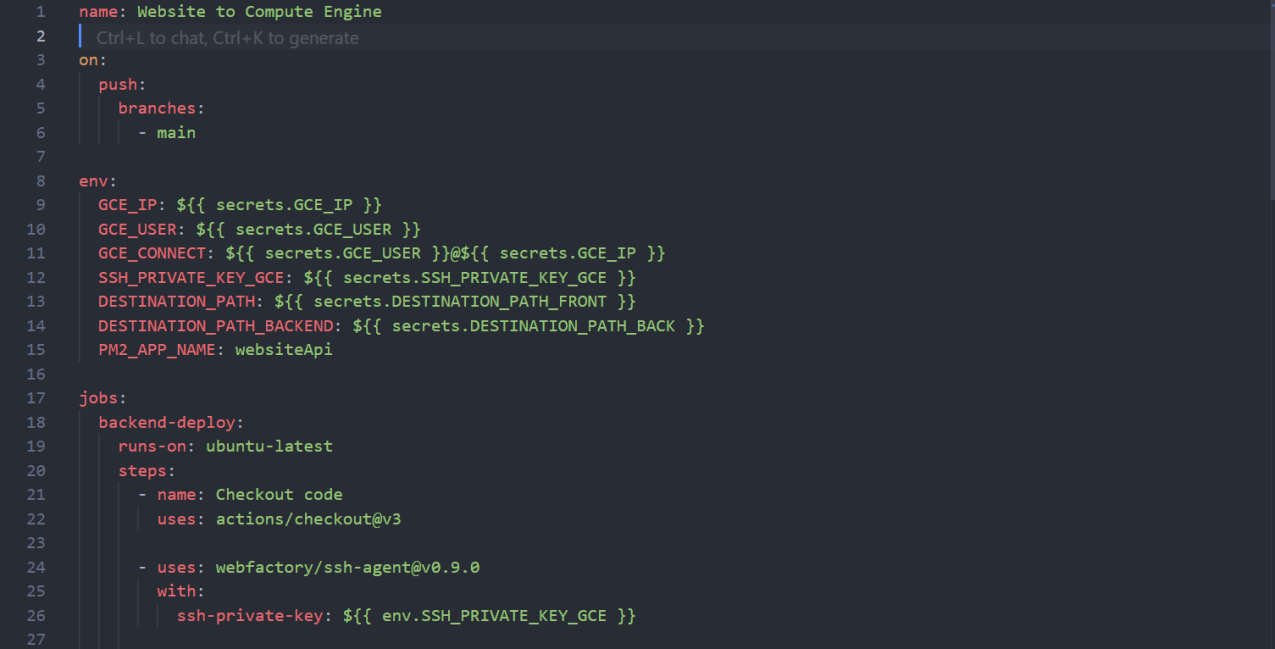 1 name: Website to Compute Engine
2 Ctrl+L to chat, Ctrl+K to generate
3 on:
4 push:
5 branches:
6 - main
7
8 env:
9 GCE_IP: ${{ secrets.GCE_IP }}
10 GCE_USER: ${{ secrets.GCE_USER }}
11 GCE_CONNECT: ${{ secrets.GCE_USER }}@${{ secrets.GCE_IP }}
12 SSH_PRIVATE_KEY_GCE: ${{ secrets.SSH_PRIVATE_KEY_GCE }}
13 DESTINATION_PATH: ${{ secrets.DESTINATION_PATH_FRONT }}
14 DESTINATION_PATH_BACKEND: ${{ secrets.DESTINATION_PATH_BACK }}
15 PM2_APP_NAME: websiteApi
16
17 jobs:
18 backend-deploy:
19 runs-on: ubuntu-latest
20 steps:
21 - name: Checkout code
22 uses: actions/checkout@v3
23
24 - uses: webfactory/ssh-agent@v0.9.0
25 with:
26 ssh-private-key: ${{ env.SSH_PRIVATE_KEY_GCE }}
27